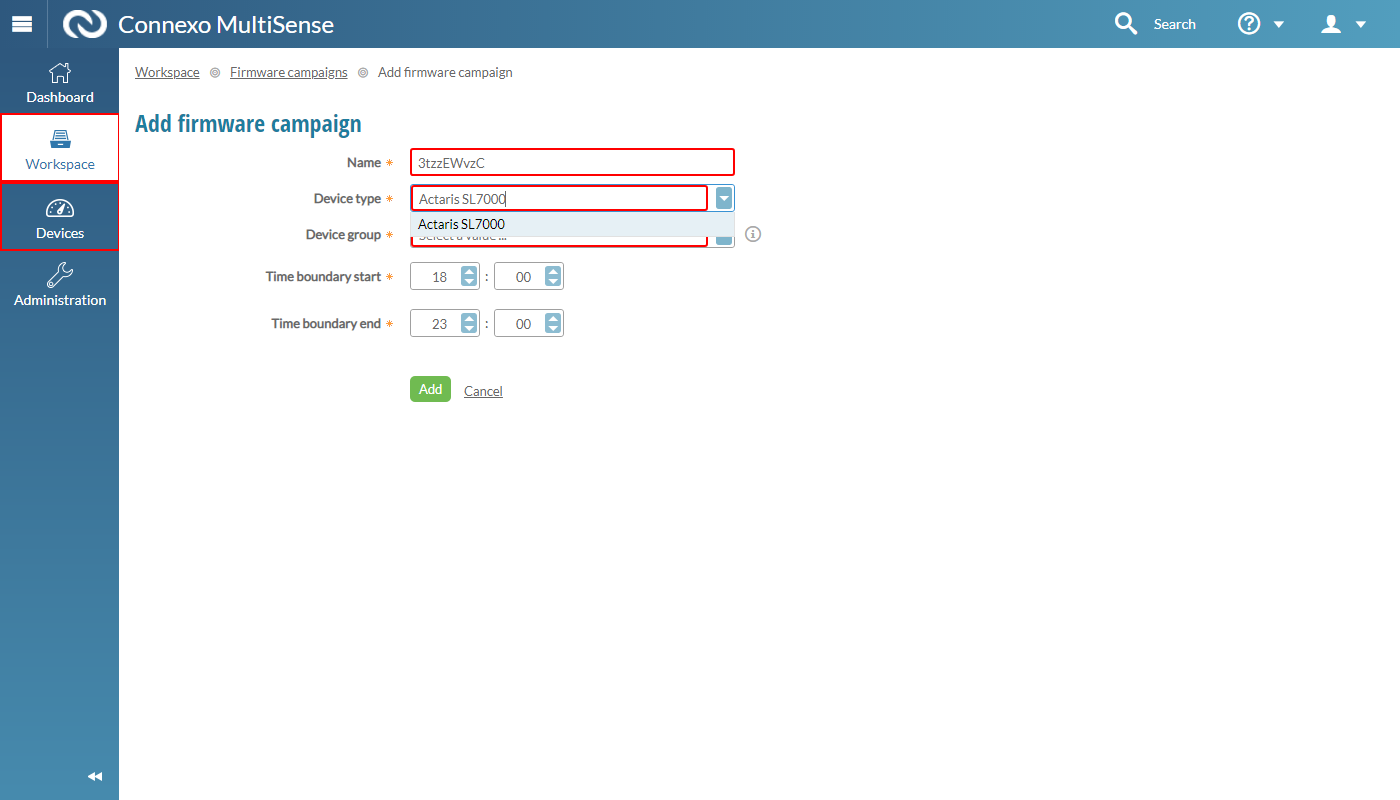 Connexo MultiSense
Search
Dashboard
Workspace
Devices
Administration
Workspace Firmware campaigns Add firmware campaign
Add firmware campaign
Name * 3tzzEWvzC
Device type * Actaris SL7000
Actaris SL7000
Device group * Select a value ...
Time boundary start * 18 : 00
Time boundary end * 23 : 00
Add Cancel